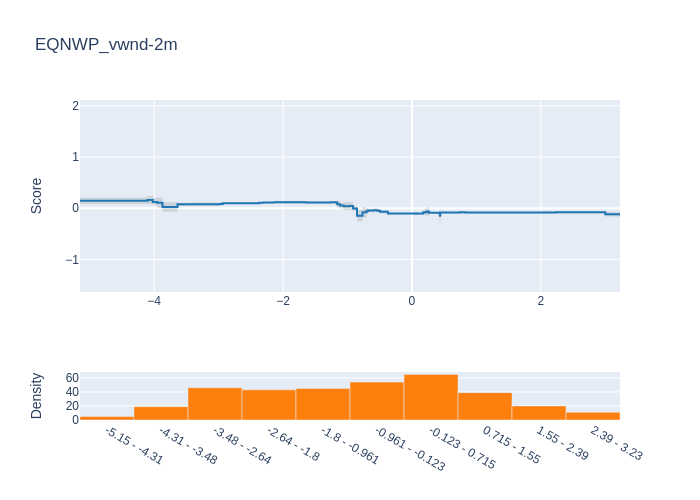 EQNWP_vwnd-2m
Score
2
1
0
−1
−4
−2
0
2
Density
60
40
20
0
-5.15 - -4.31
-4.31 - -3.48
-3.48 - -2.64
-2.64 - -1.8
-1.8 - -0.961
-0.961 - -0.123
-0.123 - 0.715
0.715 - 1.55
1.55 - 2.39
2.39 - 3.23